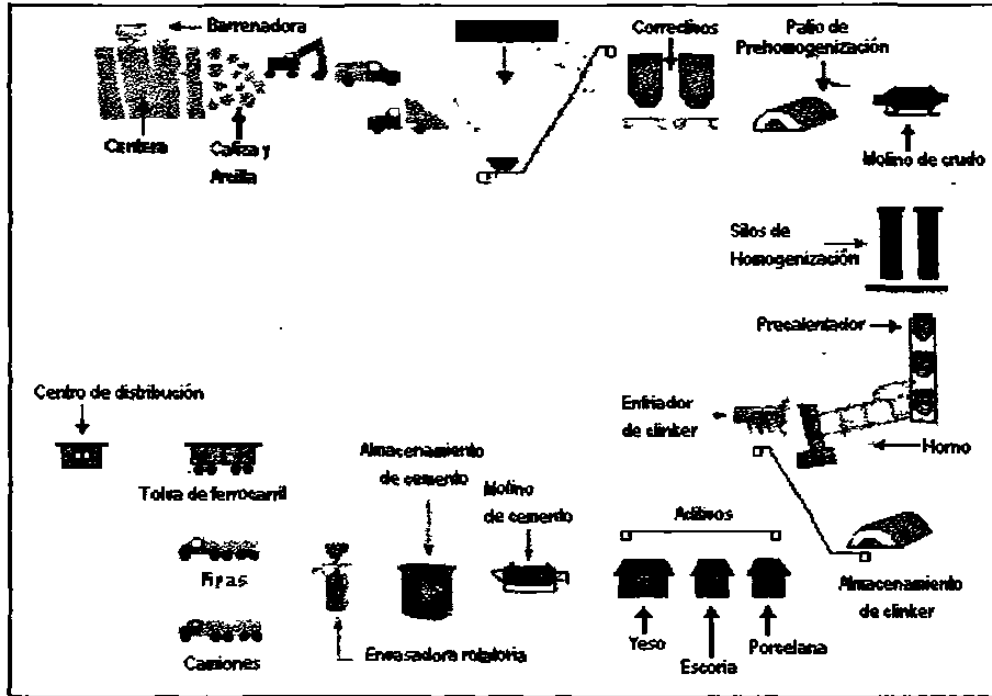 Barrenadora
Cantera
Caliza y
Arcilla
Correctivos
Patio de
Prehomogenización
Molino de crudo
Silos de
Homogenización
Precalentador
Enfriador
de clinker
Horno
Almacenamiento
de clinker
Aditivos
Yeso
Escoria
Porcelana
Molino
de cemento
Almacenamiento
de cemento
Envasadora rotatoria
Centro de distribución
Tolva de ferrocarril
Pipas
Camiones